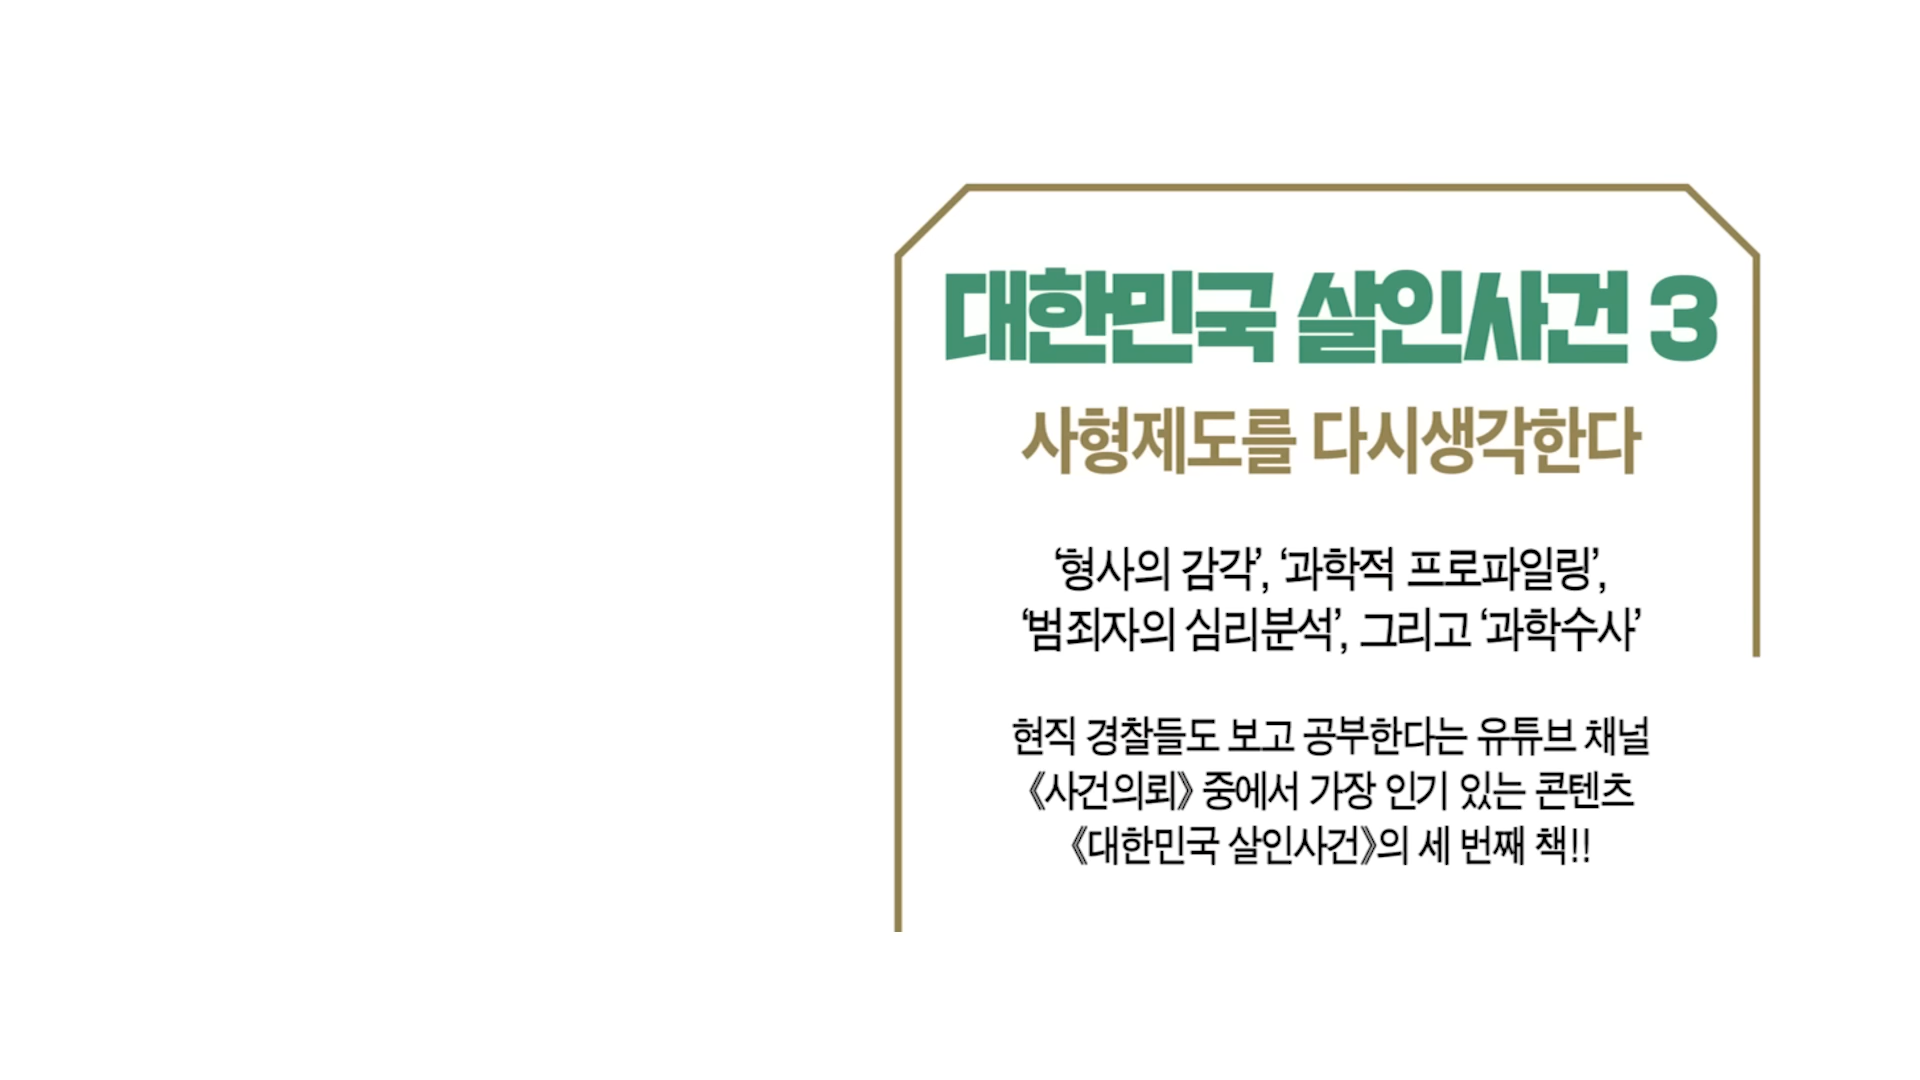 대한민국 살인사건 3
사형제도를 다시생각한다
‘형사의 감각’, ‘과학적 프로파일링’,
‘범죄자의 심리분석’, 그리고 ‘과학수사’
현직 경찰들도 보고 공부한다는 유튜브 채널
《사건의뢰》 중에서 가장 인기 있는 콘텐츠
《대한민국 살인사건》의 세 번째 책!!